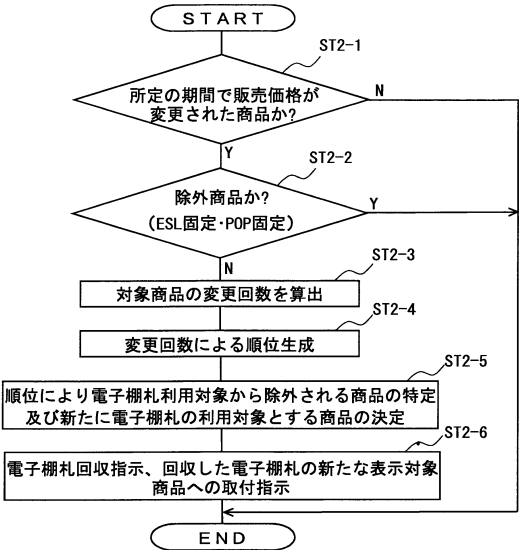 START
ST2-1
所定の期間で販売価格が
変更された商品か?
N
Y
ST2-2
除外商品か?
(ESL固定・POP固定)
Y
N
ST2-3
対象商品の変更回数を算出
ST2-4
変更回数による順位生成
ST2-5
順位により電子棚札利用対象から除外される商品の特定
及び新たに電子棚札の利用対象とする商品の決定
ST2-6
電子棚札回収指示、回収した電子棚札の新たな表示対象
商品への取付指示
END